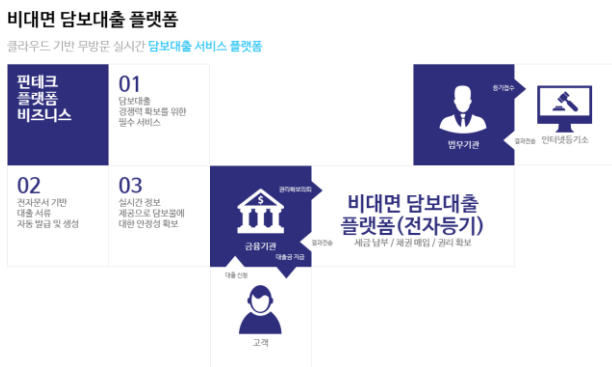 비대면 담보대출 플랫폼
클라우드 기반 무방문 실시간 담보대출 서비스 플랫폼
핀테크
플랫폼
비즈니스
01
담보대출
경쟁력 확보를 위한
필수 서비스
02
전자문서 기반
대출 서류
자동 발급 및 생성
03
실시간 정보
제공으로 담보물에
대한 안정성 확보
권리확보의뢰
금융기관
결과전송
대출금 지급
대출 신청
고객
비대면 담보대출
플랫폼(전자등기)
세금 납부 / 채권 매입 / 권리 확보
법무기관
등기접수
결과전송
인터넷등기소